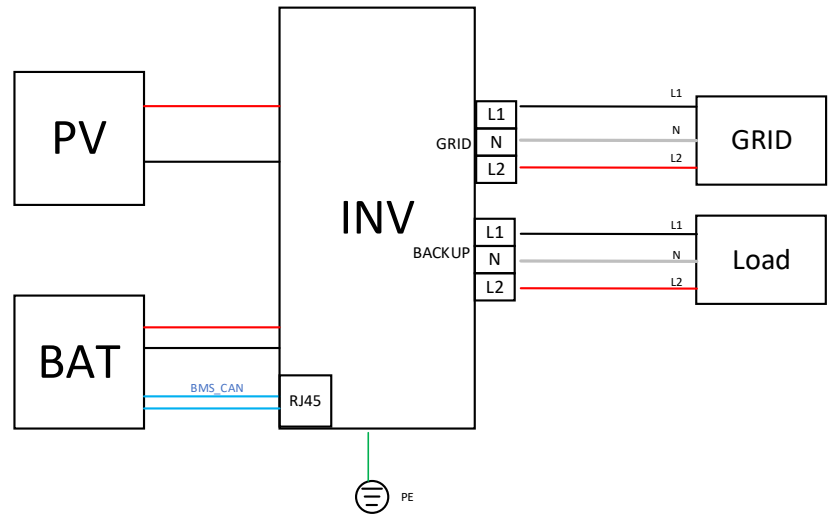 PV
BAT
BMS_CAN
INV
RJ45
PE
GRID
L1
N
L2
BACKUP
L1
N
L2
L1
N
L2
GRID
L1
N
L2
Load